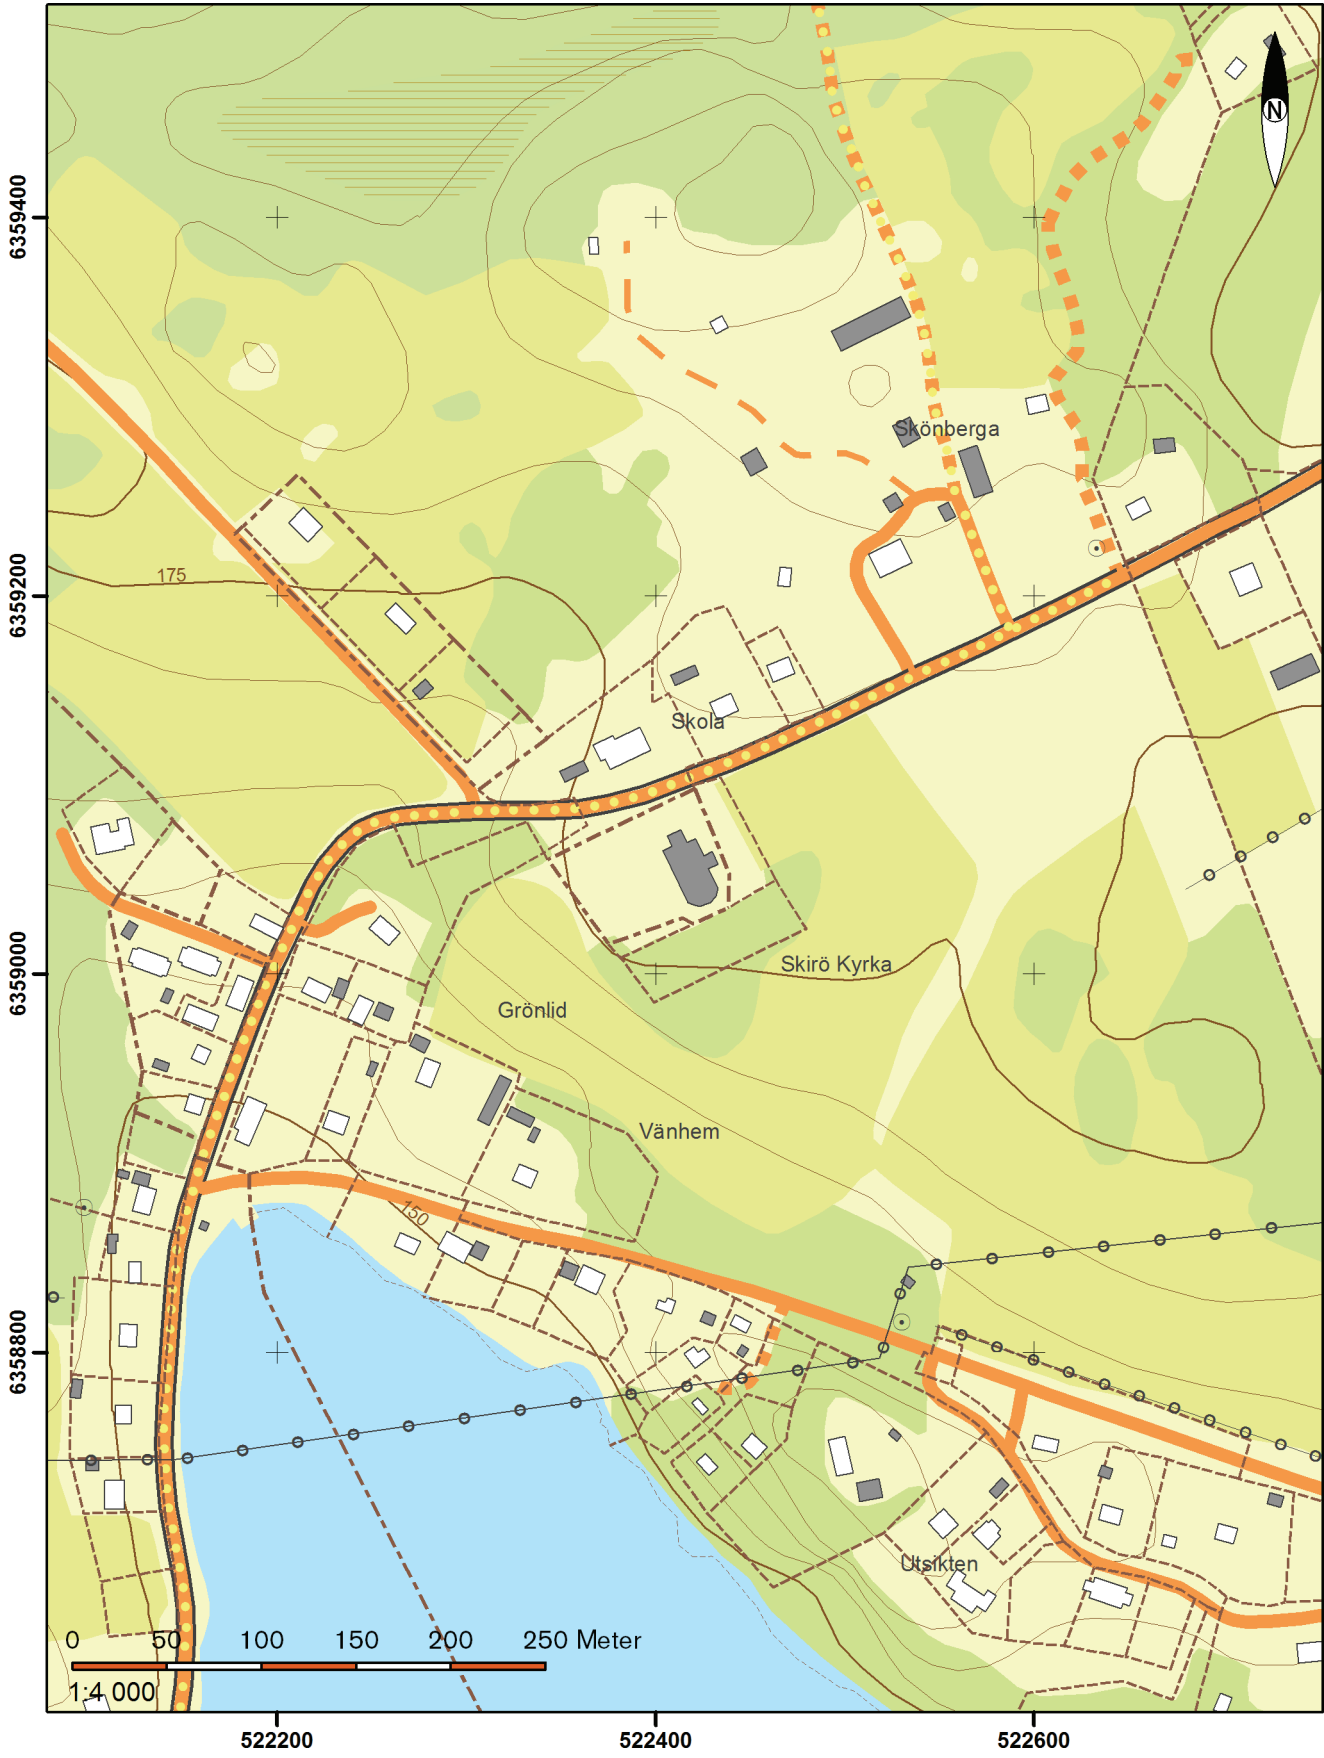 N
6359400
Skönberga
175
6359200
Skola
6359000
Skirö Kyrka
Grönlid
Vänhem
150
6358800
Utsikten
0 50 100 150 200 250 Meter
1:4 000
522200 522400 522600